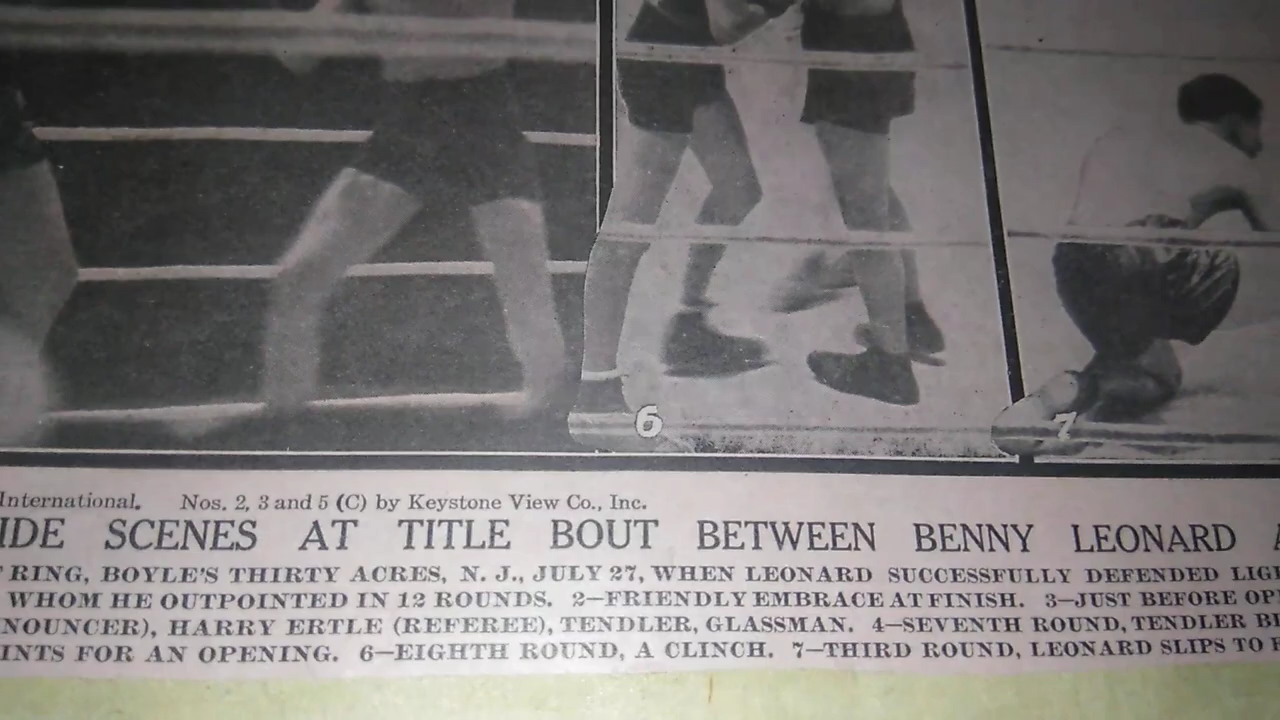 6
7
International. Nos. 2, 3 and 5 (C) by Keystone View Co., Inc.
IDE SCENES AT TITLE BOUT BETWEEN BENNY LEONARD A
RING, BOYLE'S THIRTY ACRES, N. J., JULY 27, WHEN LEONARD SUCCESSFULLY DEFENDED LIG
WHOM HE OUTPOINTED IN 12 ROUNDS. 2—FRIENDLY EMBRACE AT FINISH. 3—JUST BEFORE OP
NOUNCER), HARRY ERTLE (REFEREE), TENDLER, GLASSMAN. 4—SEVENTH ROUND, TENDLER BL
INTS FOR AN OPENING. 6—EIGHTH ROUND, A CLINCH. 7—THIRD ROUND, LEONARD SLIPS TO